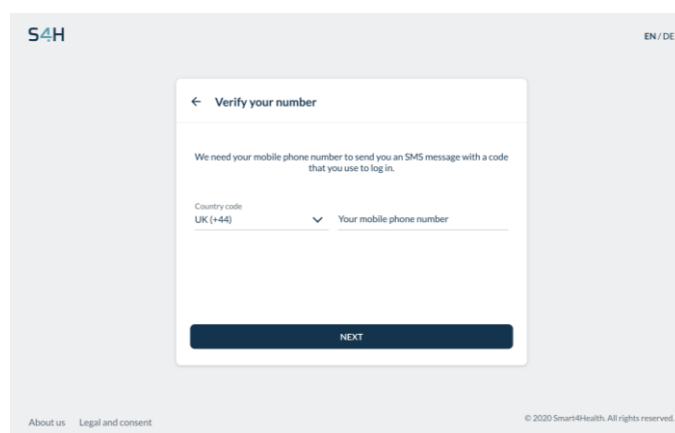 S4H
EN / DE
← Verify your number
We need your mobile phone number to send you an SMS message with a code
that you use to log in.
Country code
UK (+44)
Your mobile phone number
NEXT
About us Legal and consent
© 2020 Smart4Health. All rights reserved.